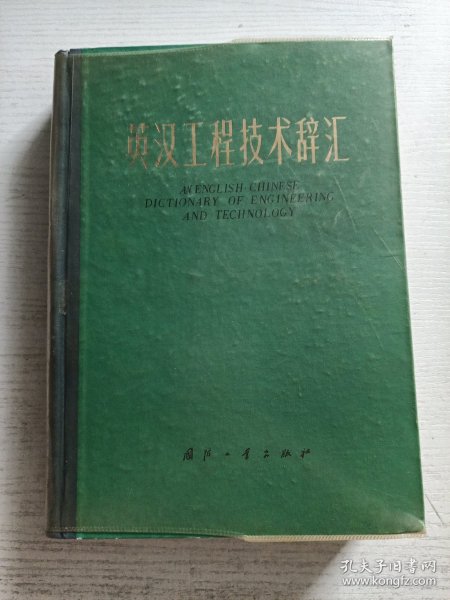 英汉工程技术辞汇
AN ENGLISH-CHINESE
DICTIONARY OF ENGINEERING
AND TECHNOLOGY
国防工业出版社
孔夫子旧书网
www.kongfz.com